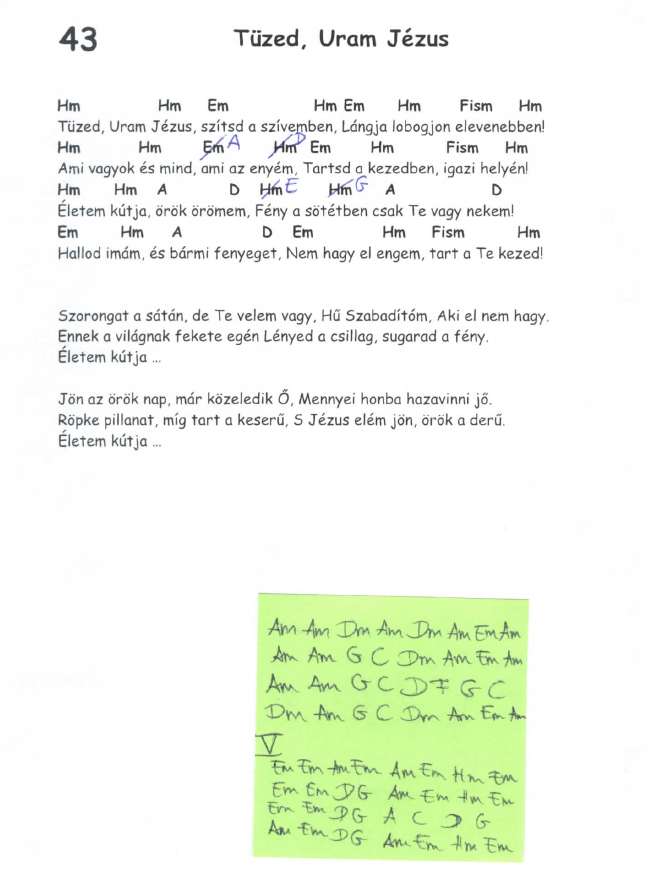 43 Tüzed, Uram Jézus
Hm Hm Em Hm Em Hm Fism Hm
Tüzed, Uram Jézus, szítsd a szívemben, Lángja lobogjon elevenebben!
Hm Hm Em A Hm D Em Hm Fism Hm
Ami vagyok és mind, ami az enyém, Tartsd a kezedben, igazi helyén!
Hm Hm A D Hm E Hm G A D
Életem kútja, örök örömem, Fény a sötétben csak Te vagy nekem!
Em Hm A D Em Hm Fism Hm
Hallod imám, és bármi fenyeget, Nem hagy el engem, tart a Te kezed!
Szorongat a sátán, de Te velem vagy, Hű Szabadítóm, Aki el nem hagy.
Ennek a világnak fekete egén Lényed a csillag, sugarad a fény.
Életem kútja ...
Jön az örök nap, már közeledik Ő, Mennyei honba hazavinni jő.
Röpke pillanat, míg tart a keserű, S Jézus elém jön, örök a derű.
Életem kútja ...
Am Am Dm Am Dm Am Em Am
Am Am G C Dm Am Em Am
Am Am G C D F G C
Dm Am G C Dm Am Em Am
V
Em Em Am Em Am Em Hm Em
Em Em D G Am Em Hm Em
Em Em D G A C D G
Am Em D G Am Em Hm Em